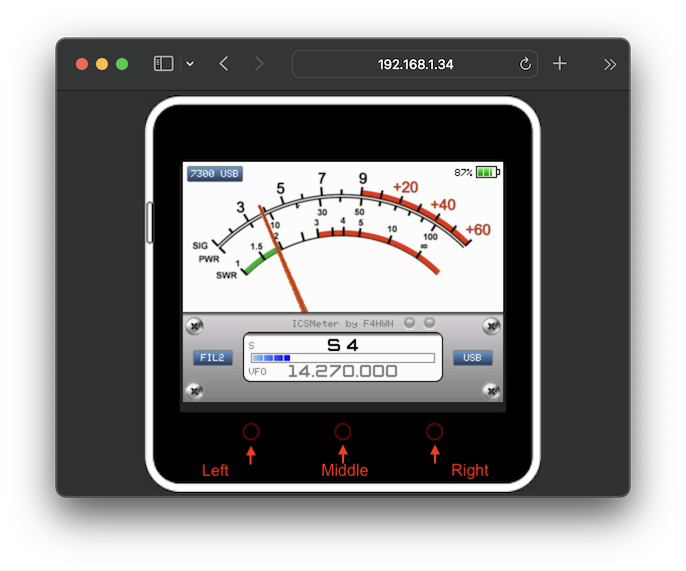 192.168.1.34
7300 USB
87%
3 5 7 9 +20 +40 +60
SIG
PWR 10 30 50 100
SWR 1 1.5 2 3 4 5 10 ∞
ICSMeter by F4HWN
FIL2
S
S 4
USB
VFO
14.270.000
Left Middle Right